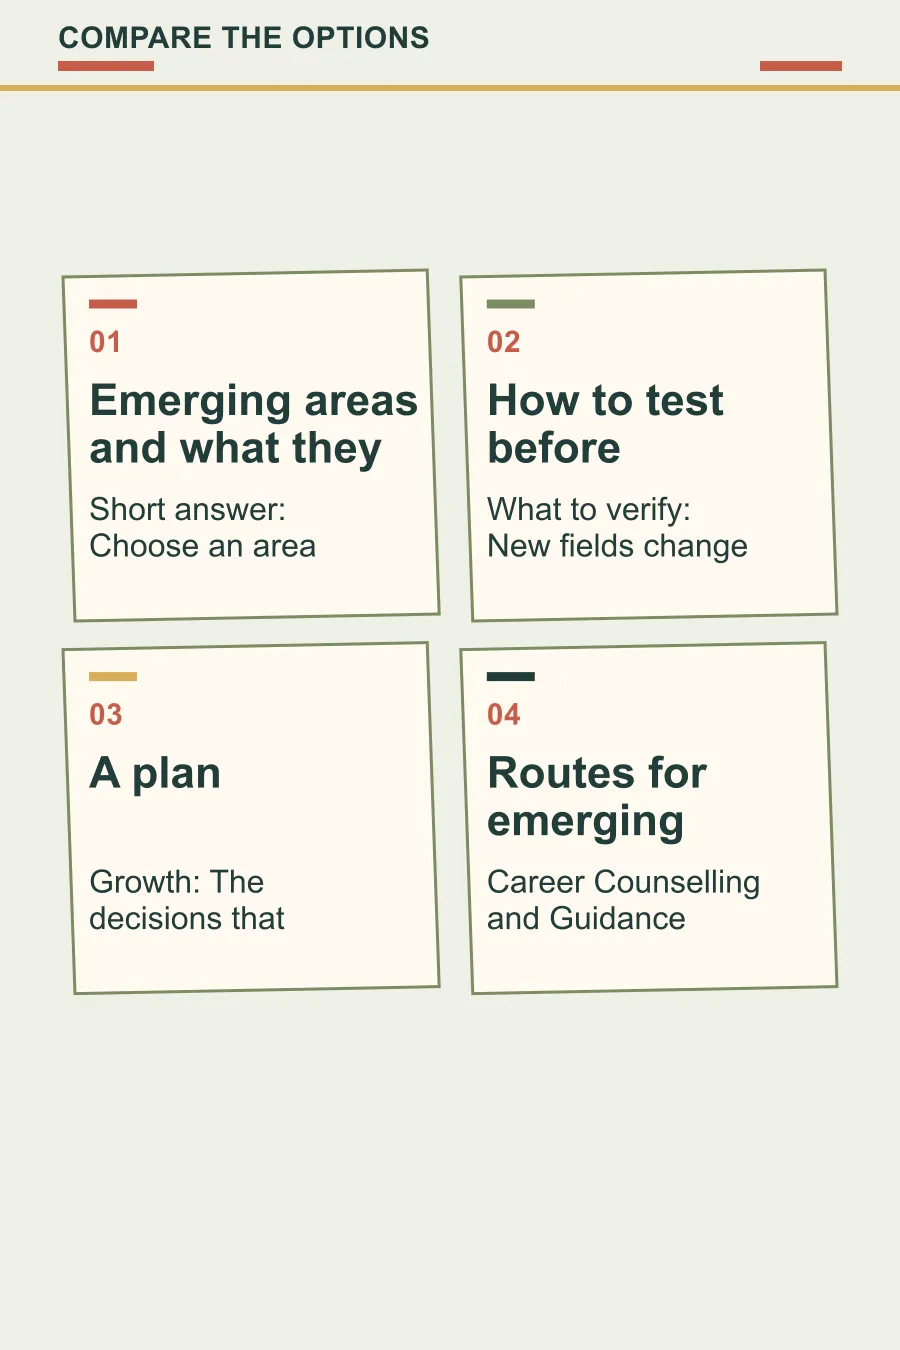 COMPARE THE OPTIONS
01
Emerging areas
and what they
Short answer:
Choose an area
02
How to test
before
What to verify:
New fields change
03
A plan
Growth: The
decisions that
04
Routes for
emerging
Career Counselling
and Guidance